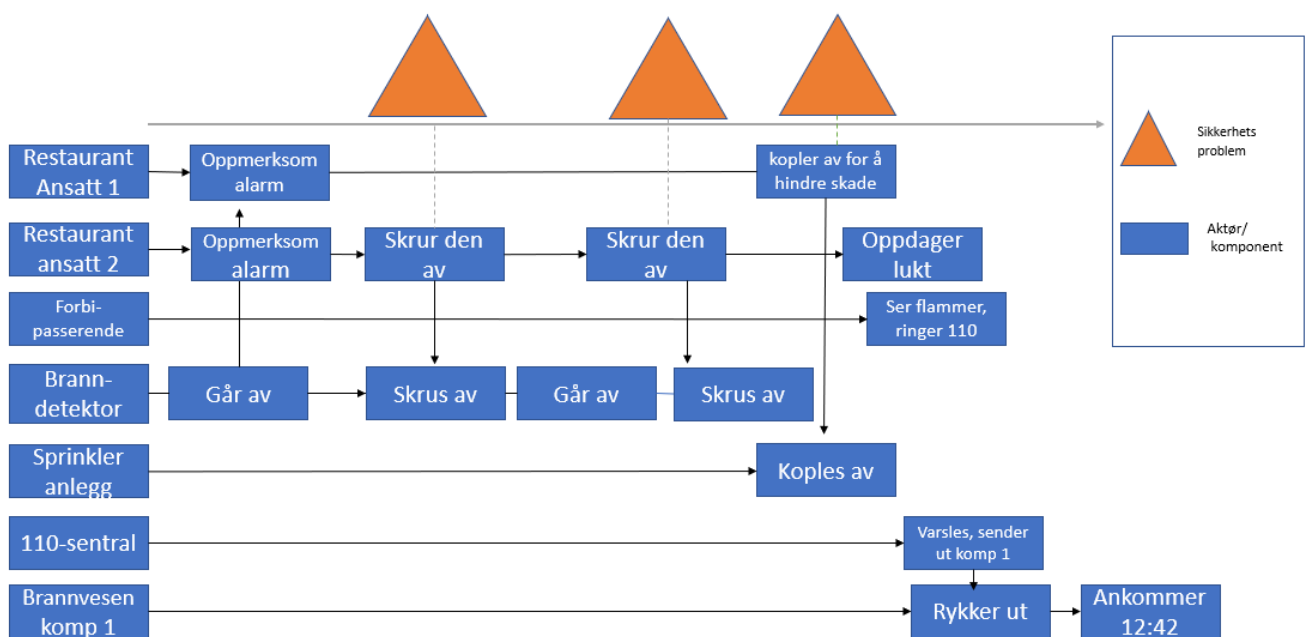 Restaurant
Ansatt 1
Oppmerksom
alarm
kopler av for å
hindre skade
Restaurant
ansatt 2
Oppmerksom
alarm
Skrur den
av
Skrur den
av
Oppdager
lukt
Forbi-
passerende
Ser flammer,
ringer 110
Brann-
detektor
Går av
Skrus av
Går av
Skrus av
Sprinkler
anlegg
Koples av
110-sentral
Varsles, sender
ut komp 1
Brannvesen
komp 1
Rykker ut
Ankommer
12:42
Sikkerhets
problem
Aktør/
komponent